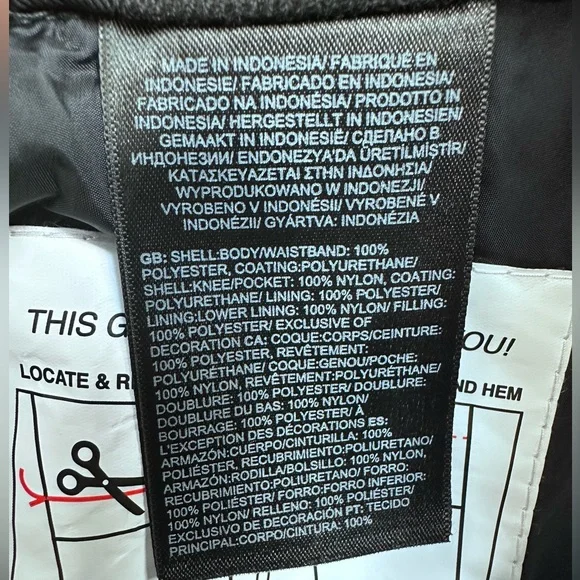 MADE IN INDONESIA/ FABRIQUÉ EN
INDONESIE/ FABRICADO EN INDONESIA/
FABRICADO NA INDONÉSIA/ PRODOTTO IN
INDONESIA/ HERGESTELLT IN INDONESIEN/
GEMAAKT IN INDONESIË/ СДЕЛАНО В
ИНДОНЕЗИИ/ ENDONEZYA'DA ÜRETİLMİSTİR/
ΚΑΤΑΣΚΕΥΑΖΕΤΑΙ ΣΤΗΝ ΙΝΔΟΝΗΣΙΑ/
WYPRODUKOWANO W INDONEZJI/
VYROBENO V INDONÉSII/ VYROBENÉ V
INDONÉZII/ GYÁRTVA: INDONÉZIA
GB: SHELL:BODY/WAISTBAND: 100%
POLYESTER, COATING:POLYURETHANE/
SHELL:KNEE/POCKET: 100% NYLON, COATING:
POLYURETHANE/ LINING: 100% POLYESTER/
LINING:LOWER LINING: 100% NYLON/ FILLING:
100% POLYESTER/ EXCLUSIVE OF
DECORATION CA: COQUE:CORPS/CEINTURE:
100% POLYESTER, REVÊTEMENT:
POLYURÉTHANE/ COQUE:GENOU/POCHE:
100% NYLON, REVÊTEMENT:POLYURÉTHANE/
DOUBLURE: 100% POLYESTER/ DOUBLURE:
DOUBLURE DU BAS: 100% NYLON/
BOURRAGE: 100% POLYESTER/ À
L'EXCEPTION DES DÉCORATIONS ES:
ARMAZÓN:CUERPO/CINTURILLA: 100%
POLIÉSTER, RECUBRIMIENTO:POLIURETANO/
ARMAZÓN:RODILLA/BOLSILLO: 100% NYLON,
RECUBRIMIENTO:POLIURETANO/ FORRO:
100% POLIÉSTER/ FORRO:FORRO INFERIOR:
100% NYLON/ RELLENO: 100% POLIÉSTER/
EXCLUSIVO DE DECORACIÓN PT: TECIDO
PRINCIPAL:CORPO/CINTURA: 100%
THIS
OU!
LOCATE & R
ND HEM